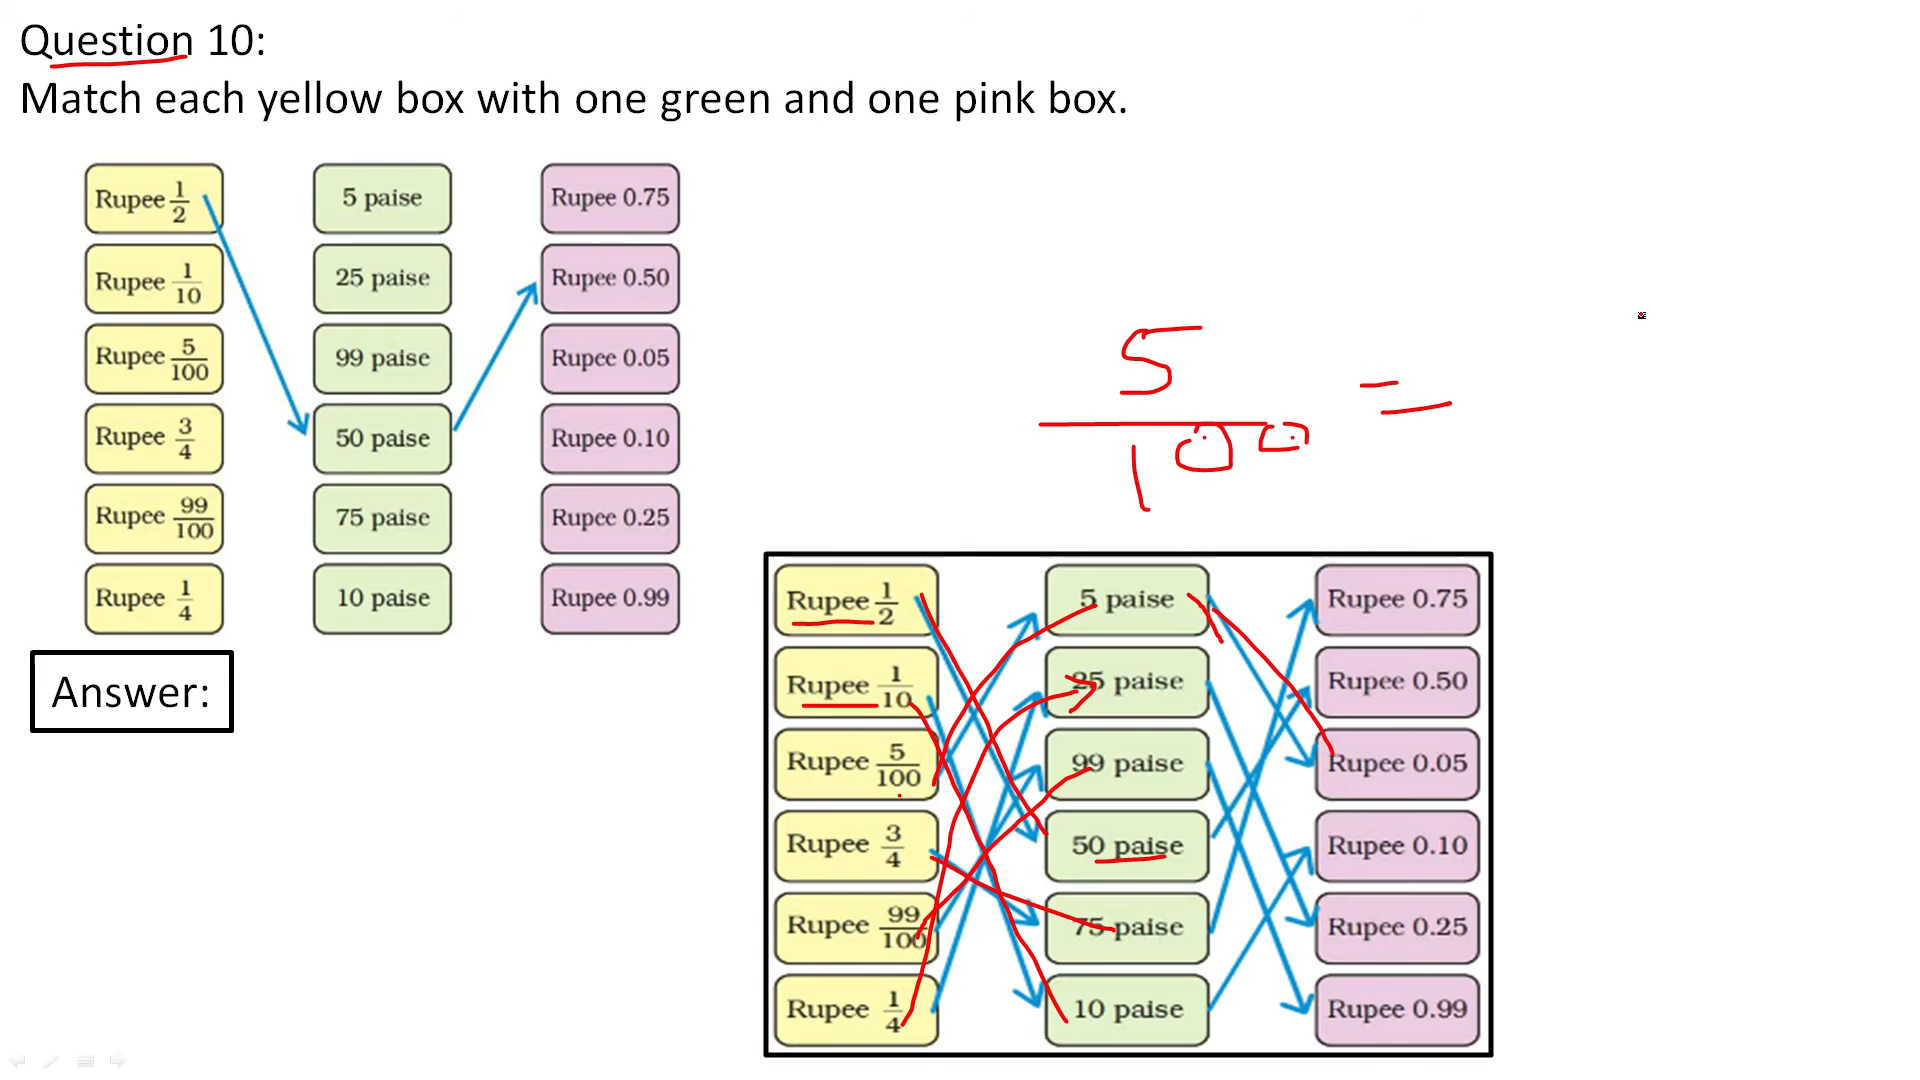 Question 10:
Match each yellow box with one green and one pink box.
Rupee 1/2 5 paise Rupee 0.75
Rupee 1/10 25 paise Rupee 0.50
Rupee 5/100 99 paise Rupee 0.05
Rupee 3/4 50 paise Rupee 0.10
Rupee 99/100 75 paise Rupee 0.25
Rupee 1/4 10 paise Rupee 0.99
5/100 =
Answer:
Rupee 1/2 5 paise Rupee 0.75
Rupee 1/10 25 paise Rupee 0.50
Rupee 5/100 99 paise Rupee 0.05
Rupee 3/4 50 paise Rupee 0.10
Rupee 99/100 75 paise Rupee 0.25
Rupee 1/4 10 paise Rupee 0.99